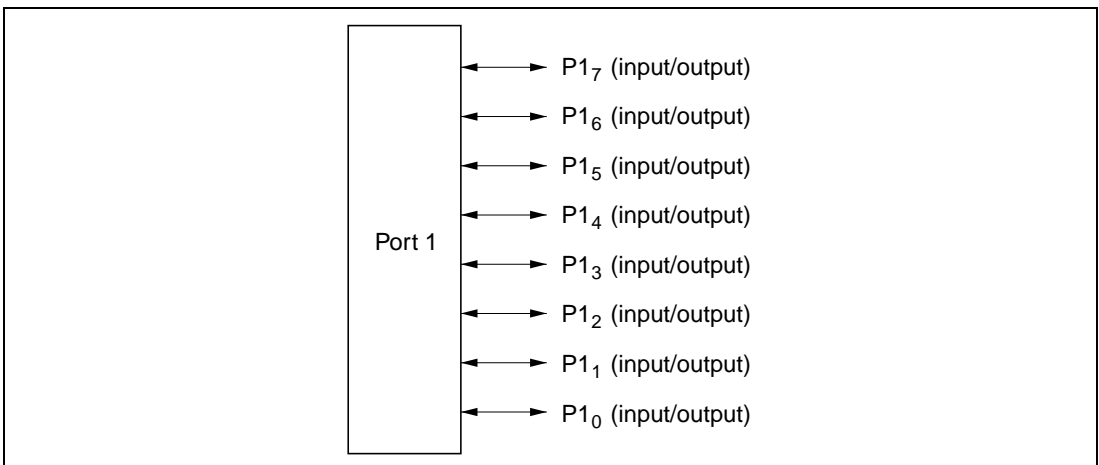 P1₇ (input/output)
P1₆ (input/output)
P1₅ (input/output)
P1₄ (input/output)
Port 1
P1₃ (input/output)
P1₂ (input/output)
P1₁ (input/output)
P1₀ (input/output)